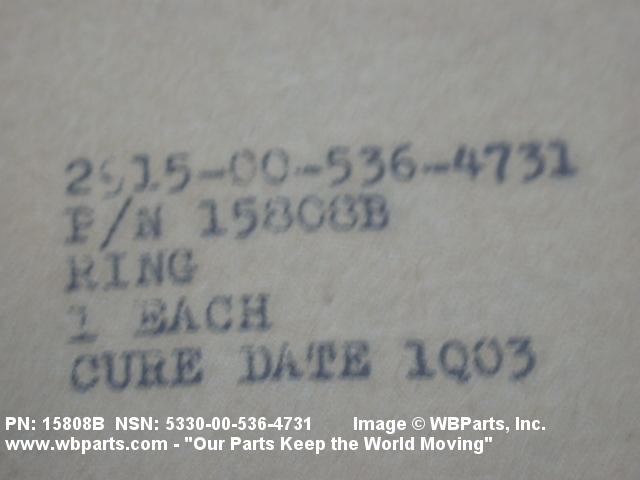 2915-00-536-4731
P/N 15808B
RING
1 EACH
CURE DATE 1Q03
PN: 15808B NSN: 5330-00-536-4731 Image © WBParts, Inc.
www.wbparts.com - "Our Parts Keep the World Moving"